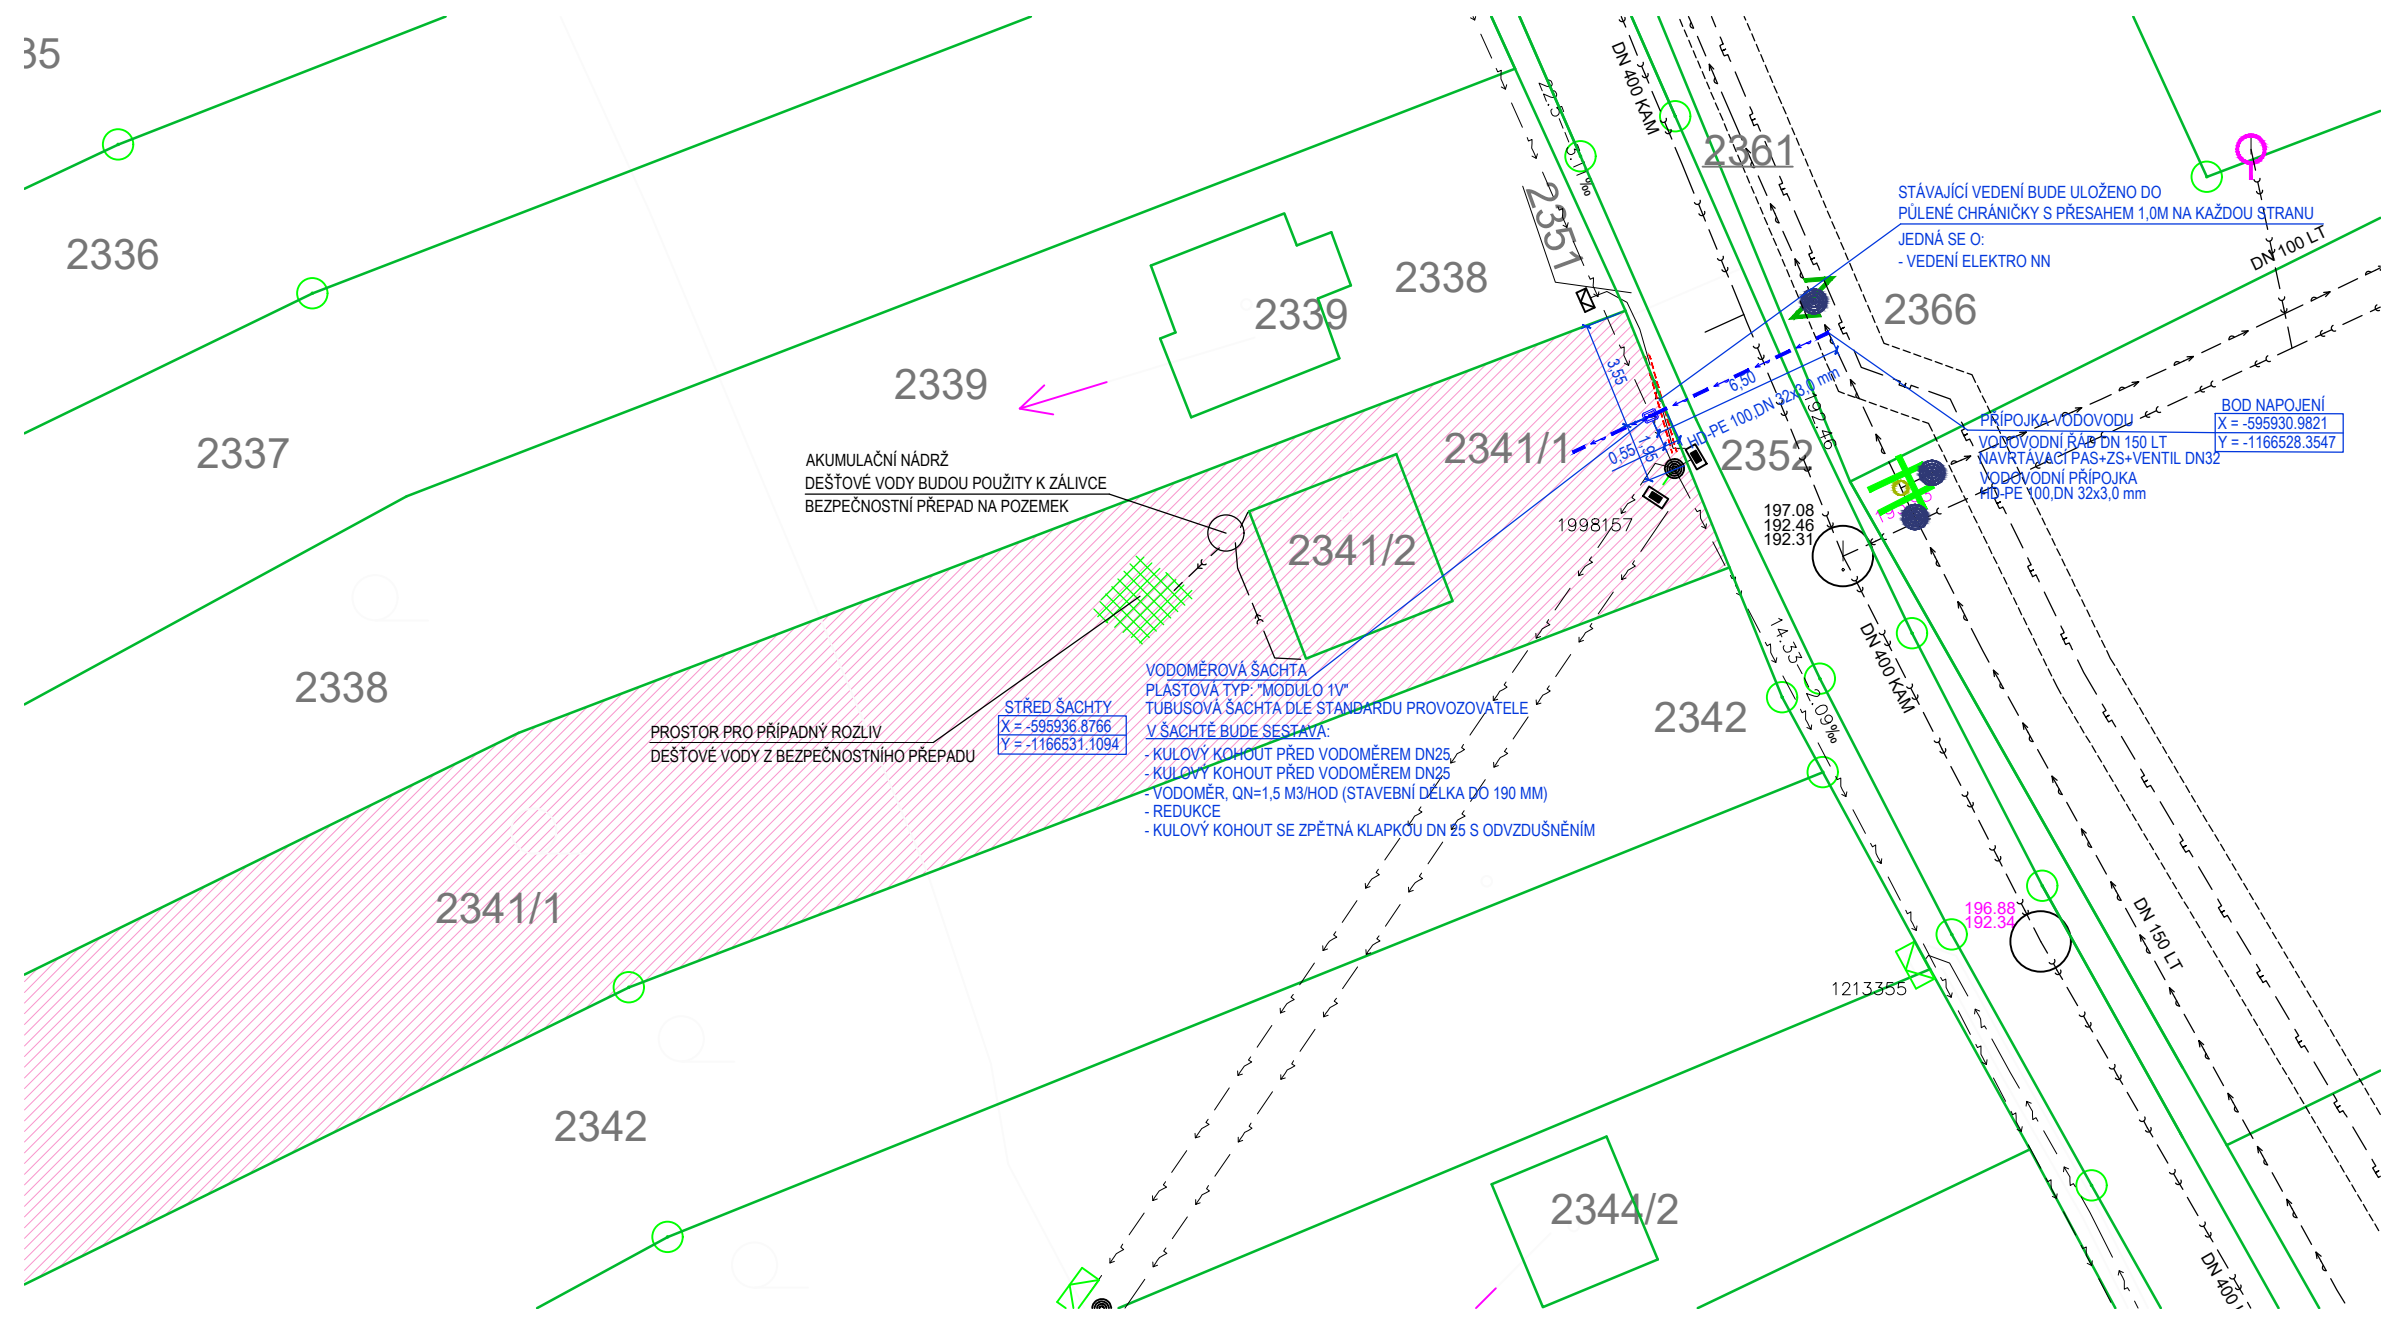 35
2336
2337
2338
2339
2339
2338
2351
22.5
5.11‰
DN 400 KAM
2361
STÁVAJÍCÍ VEDENÍ BUDE ULOŽENO DO
PŮLENÉ CHRÁNIČKY S PŘESAHEM 1,0M NA KAŽDOU STRANU
JEDNÁ SE O:
- VEDENÍ ELEKTRO NN
DN 100 LT
2366
3,55
6,50
HD-PE 100,DN 32x3,0 mm
0,55
1,95
192.46
2341/1
2352
PŘÍPOJKA VODOVODU
VODOVODNÍ ŘÁD DN 150 LT
NAVRTÁVACÍ PAS+ZS+VENTIL DN32
VODOVODNÍ PŘÍPOJKA
HD-PE 100,DN 32x3,0 mm
BOD NAPOJENÍ
X = -595930.9821
Y = -1166528.3547
AKUMULAČNÍ NÁDRŽ
DEŠŤOVÉ VODY BUDOU POUŽITY K ZÁLIVCE
BEZPEČNOSTNÍ PŘEPAD NA POZEMEK
1998157
197.08
192.46
192.31
2341/2
14.33
2.09‰
DN 400 KAM
VODOMĚROVÁ ŠACHTA
PLASTOVÁ TYP: "MODULO 1V"
TUBUSOVÁ ŠACHTA DLE STANDARDU PROVOZOVATELE
V ŠACHTĚ BUDE SESTAVA:
- KULOVÝ KOHOUT PŘED VODOMĚREM DN25
- KULOVÝ KOHOUT PŘED VODOMĚREM DN25
- VODOMĚR, QN=1,5 M3/HOD (STAVEBNÍ DÉLKA DO 190 MM)
- REDUKCE
- KULOVÝ KOHOUT SE ZPĚTNÁ KLAPKOU DN 25 S ODVZDUŠNĚNÍM
STŘED ŠACHTY
X = -595936.8766
Y = -1166531.1094
PROSTOR PRO PŘÍPADNÝ ROZLIV
DEŠŤOVÉ VODY Z BEZPEČNOSTNÍHO PŘEPADU
2338
2342
2341/1
196.88
192.34
DN 150 LT
1213355
2342
2344/2
DN 400